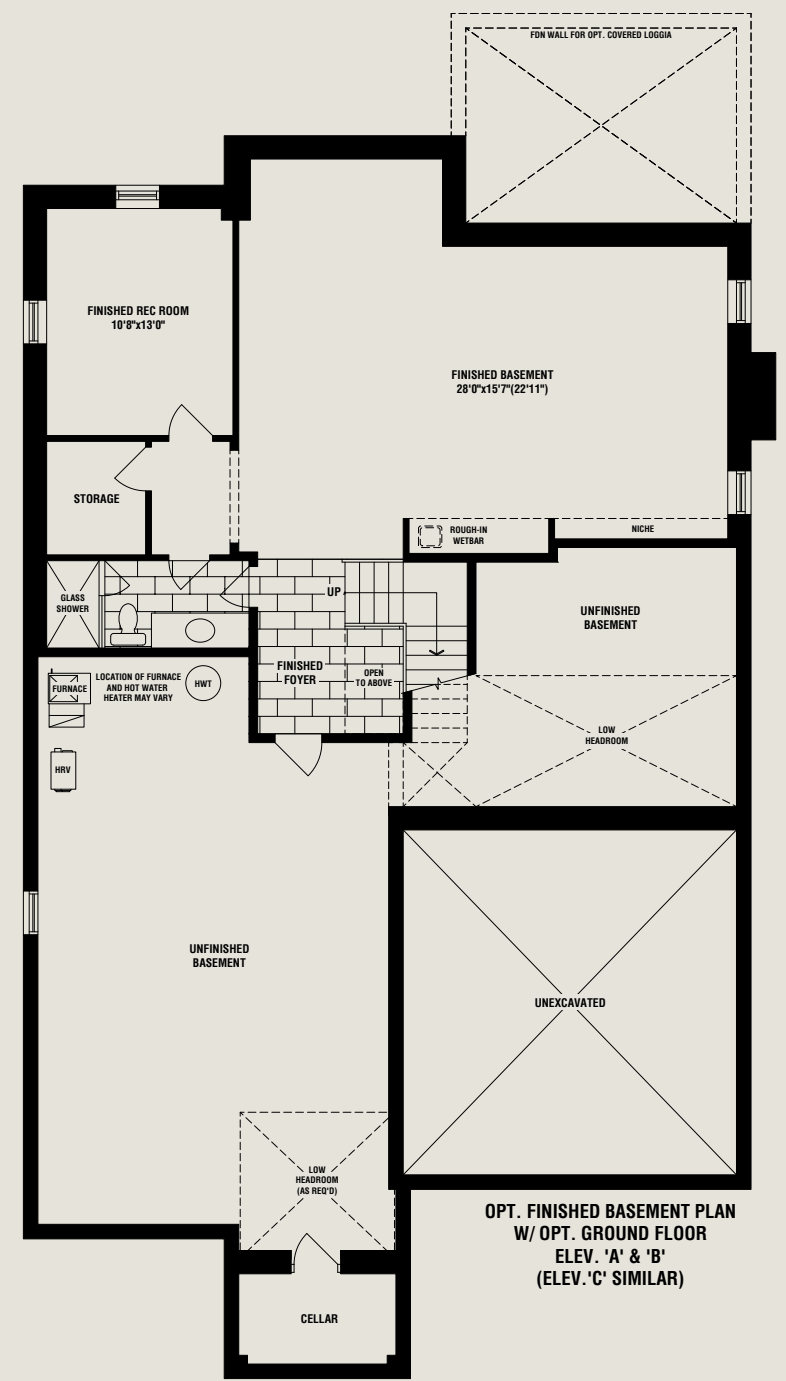 FDN WALL FOR OPT. COVERED LOGGIA
FINISHED REC ROOM
10'8"x13'0"
FINISHED BASEMENT
28'0"x15'7"(22'11")
STORAGE
ROUGH-IN
WETBAR
NICHE
GLASS
SHOWER
UP
UNFINISHED
BASEMENT
FINISHED
FOYER
OPEN
TO ABOVE
FURNACE
LOCATION OF FURNACE
AND HOT WATER
HEATER MAY VARY
HWT
LOW
HEADROOM
HRV
UNFINISHED
BASEMENT
UNEXCAVATED
LOW
HEADROOM
(AS REQ'D)
OPT. FINISHED BASEMENT PLAN
W/ OPT. GROUND FLOOR
ELEV. 'A' & 'B'
(ELEV.'C' SIMILAR)
CELLAR